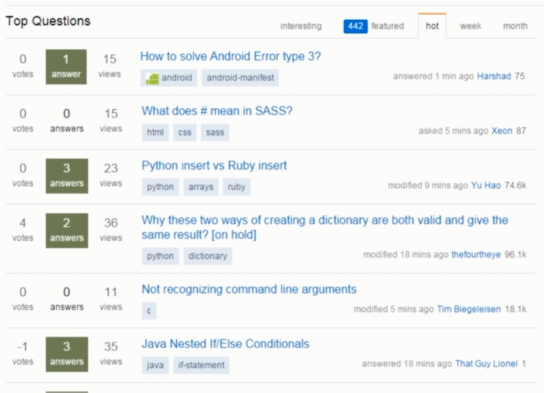 Top Questions interesting 442 featured hot week month
0 1 15 How to solve Android Error type 3?
votes answer views android android-manifest answered 1 min ago Harshad 75
0 0 15 What does # mean in SASS?
votes answers views html css sass asked 5 mins ago Xeon 87
0 3 23 Python insert vs Ruby insert
votes answers views python arrays ruby modified 9 mins ago Yu Hao 74.6k
4 2 36 Why these two ways of creating a dictionary are both valid and give the
votes answers views same result? [on hold]
python dictionary modified 18 mins ago thefourtheye 96.1k
0 0 11 Not recognizing command line arguments
votes answers views c modified 5 mins ago Tim Biegeleisen 18.1k
-1 3 35 Java Nested If/Else Conditionals
votes answers views java if-statement answered 18 mins ago That Guy Lionel 1